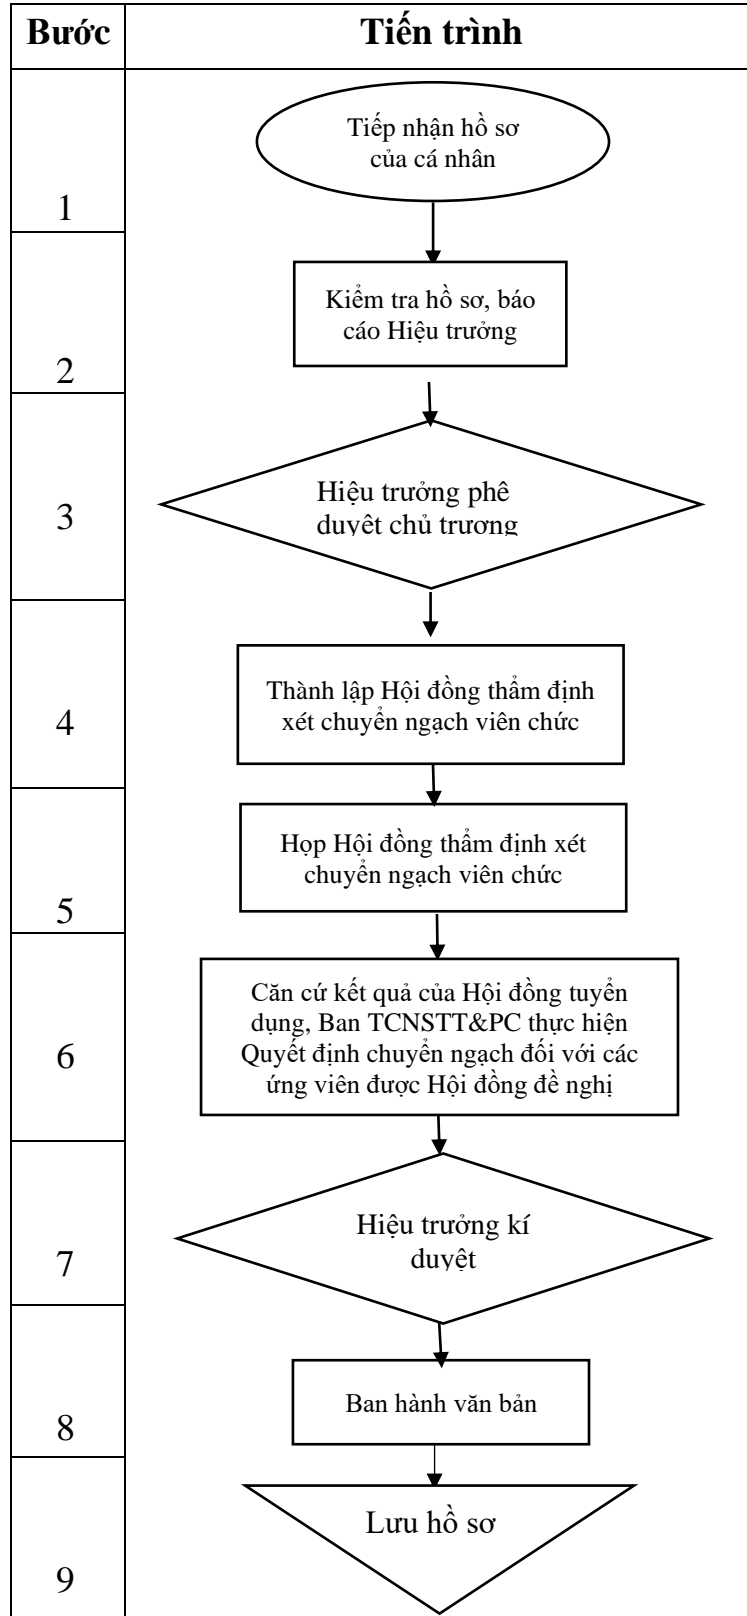 Bước
Tiến trình
1
Tiếp nhận hồ sơ
của cá nhân
2
Kiểm tra hồ sơ, báo
cáo Hiệu trưởng
3
Hiệu trưởng phê
duyệt chủ trương
4
Thành lập Hội đồng thẩm định
xét chuyển ngạch viên chức
5
Họp Hội đồng thẩm định xét
chuyển ngạch viên chức
6
Căn cứ kết quả của Hội đồng tuyển
dụng, Ban TCNSTT&PC thực hiện
Quyết định chuyển ngạch đối với các
ứng viên được Hội đồng đề nghị
7
Hiệu trưởng kí
duyệt
8
Ban hành văn bản
9
Lưu hồ sơ